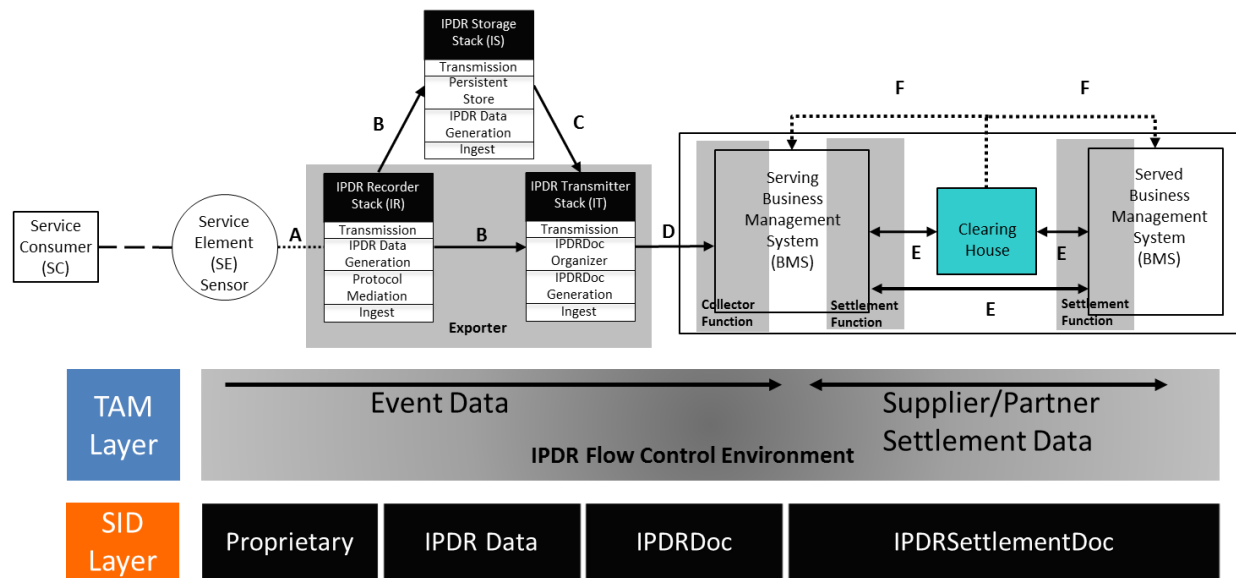 IPDR Storage
Stack (IS)
Transmission
Persistent
Store
IPDR Data
Generation
Ingest
B
C
F
F
IPDR Recorder
Stack (IR)
Transmission
IPDR Data
Generation
Protocol
Mediation
Ingest
IPDR Transmitter
Stack (IT)
Transmission
IPDRDoc
Organizer
IPDRDoc
Generation
Ingest
Exporter
Service
Consumer
(SC)
Service
Element
(SE)
Sensor
A
B
D
Serving
Business
Management
System
(BMS)
Collector
Function
Settlement
Function
E
Clearing
House
E
E
Served
Business
Management
System
(BMS)
Settlement
Function
TAM
Layer
Event Data
Supplier/Partner
Settlement Data
IPDR Flow Control Environment
SID
Layer
Proprietary
IPDR Data
IPDRDoc
IPDRSettlementDoc